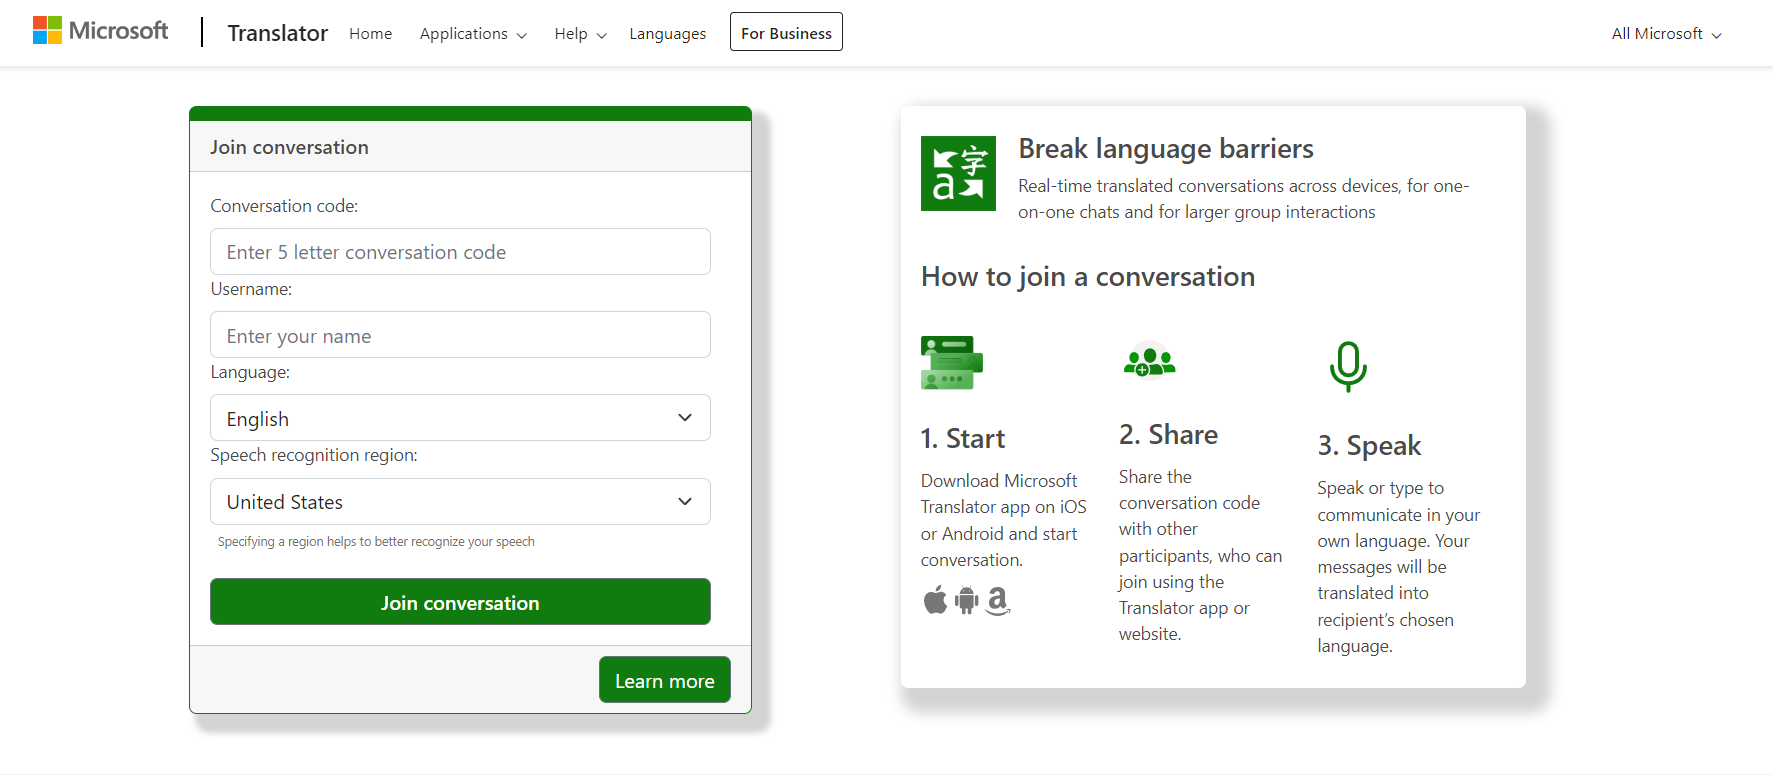 Microsoft
Translator
Home
Applications
Help
Languages
For Business
All Microsoft
Join conversation
Conversation code:
Enter 5 letter conversation code
Username:
Enter your name
Language:
English
Speech recognition region:
United States
Specifying a region helps to better recognize your speech
Join conversation
Learn more
字
a
Break language barriers
Real-time translated conversations across devices, for one-
on-one chats and for larger group interactions
How to join a conversation
1. Start
Download Microsoft
Translator app on iOS
or Android and start
conversation.
a
2. Share
Share the
conversation code
with other
participants, who can
join using the
Translator app or
website.
3. Speak
Speak or type to
communicate in your
own language. Your
messages will be
translated into
recipient’s chosen
language.